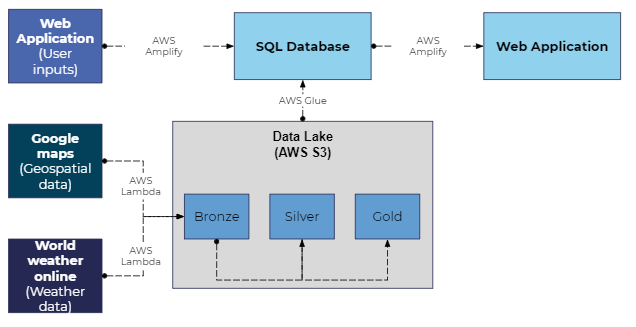 Web
Application
(User
inputs)
AWS
Amplify
SQL Database
AWS
Amplify
Web Application
AWS Glue
Google
maps
(Geospatial
data)
AWS
Lambda
Data Lake
(AWS S3)
Bronze
Silver
Gold
World
weather
online
(Weather
data)
AWS
Lambda